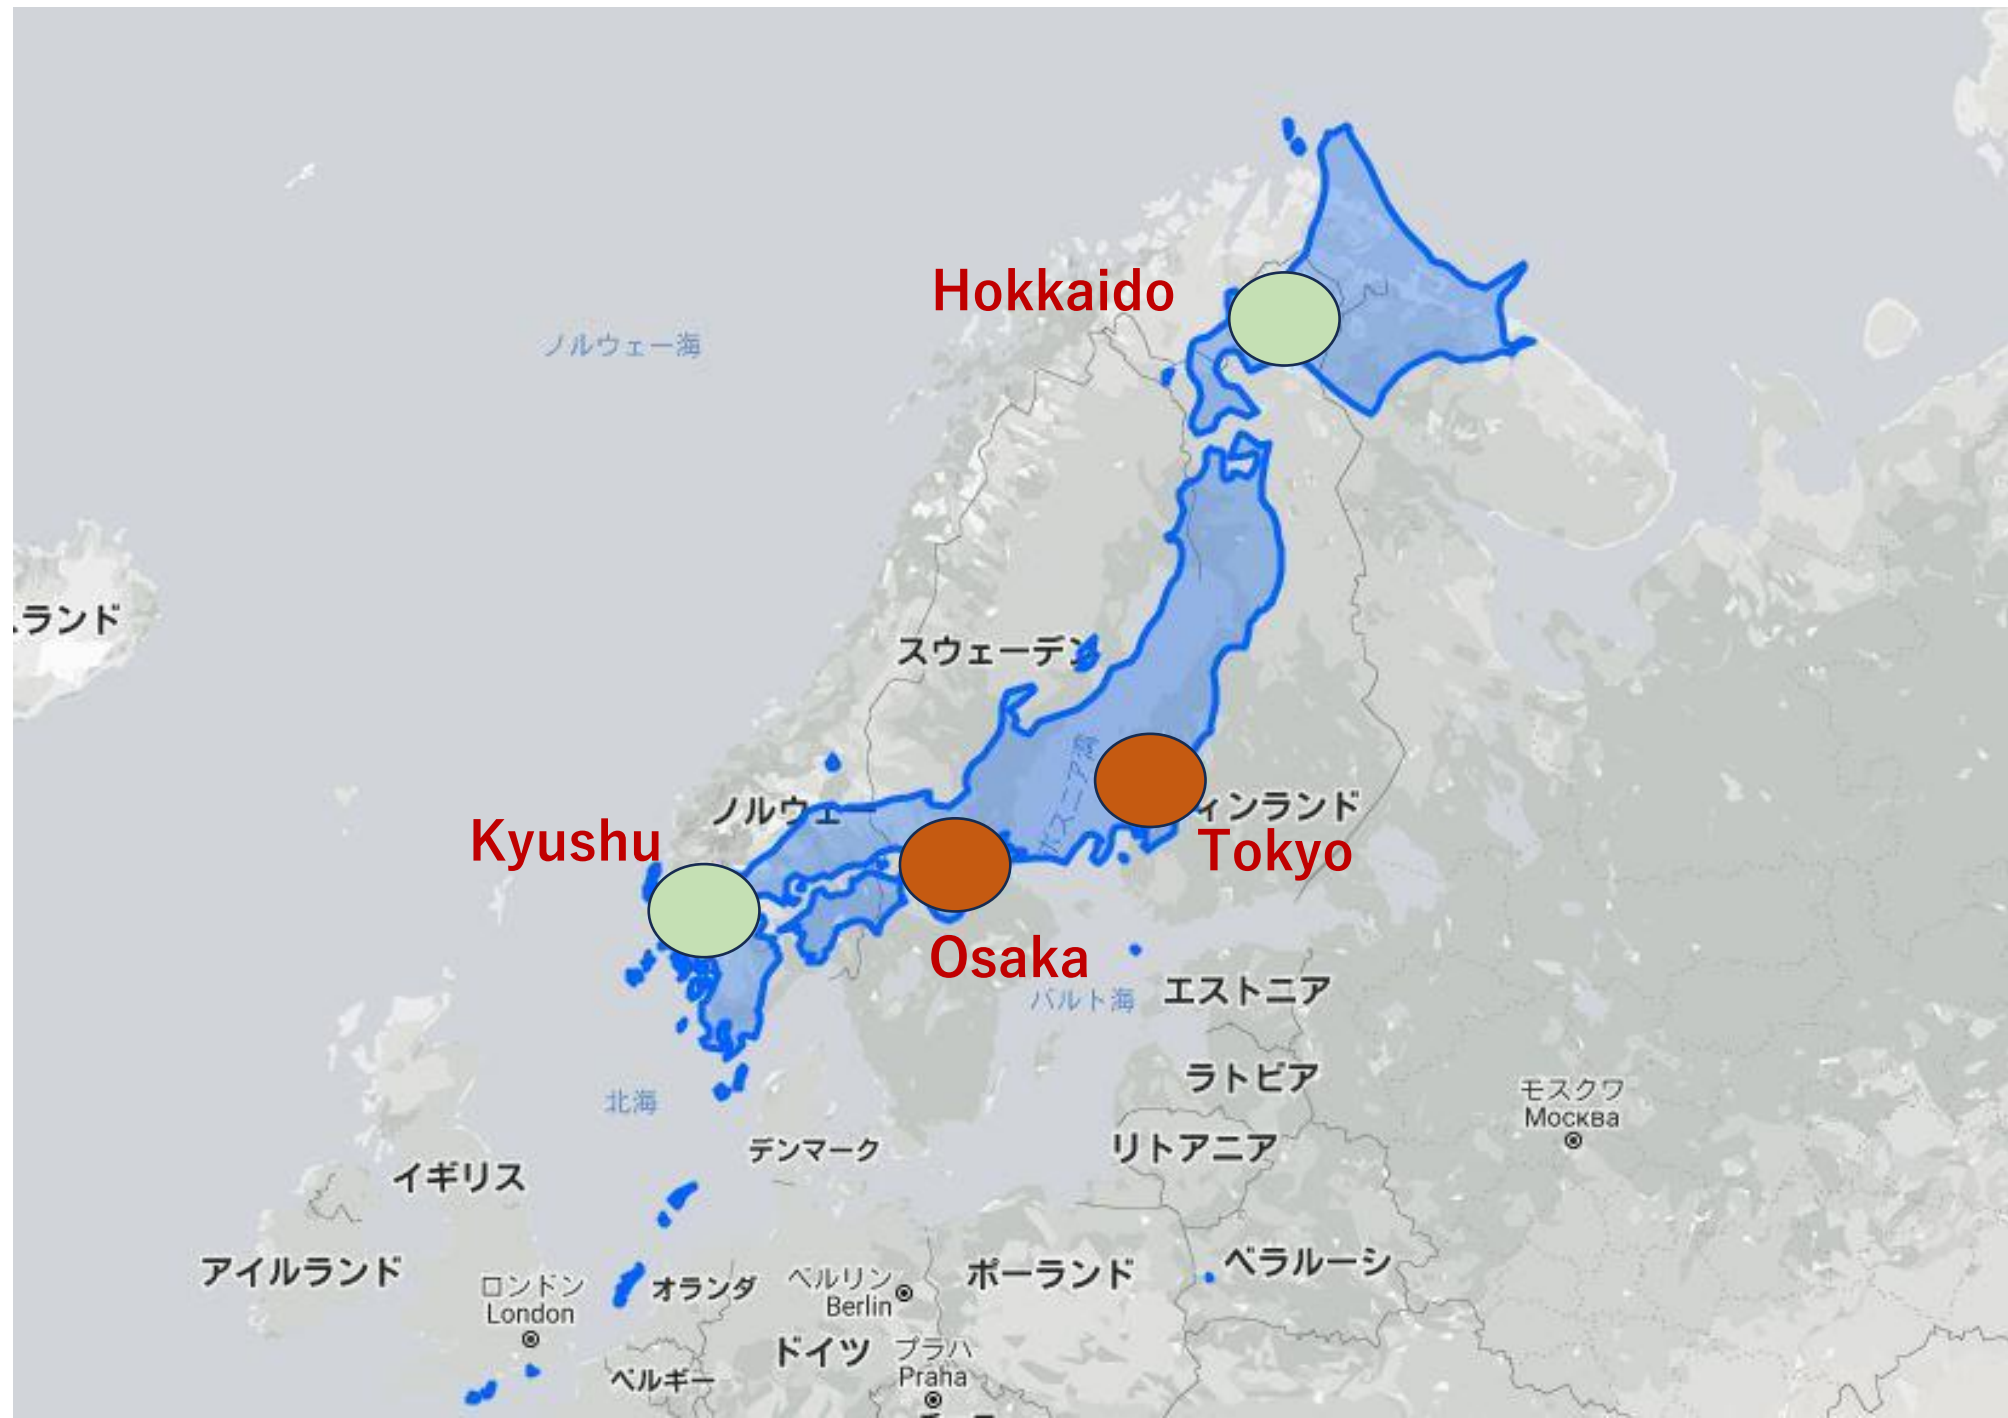 Hokkaido
ノルウェー海
ランド
スウェーデン
ボスニア湾
ノルウェー
ィンランド
Kyushu
Tokyo
Osaka
バルト海
エストニア
ラトビア
北海
モスクワ
Москва
デンマーク
リトアニア
イギリス
アイルランド
ロンドン
London
オランダ
ベルリン
Berlin
ポーランド
ベラルーシ
ドイツ
プラハ
Praha
ベルギー